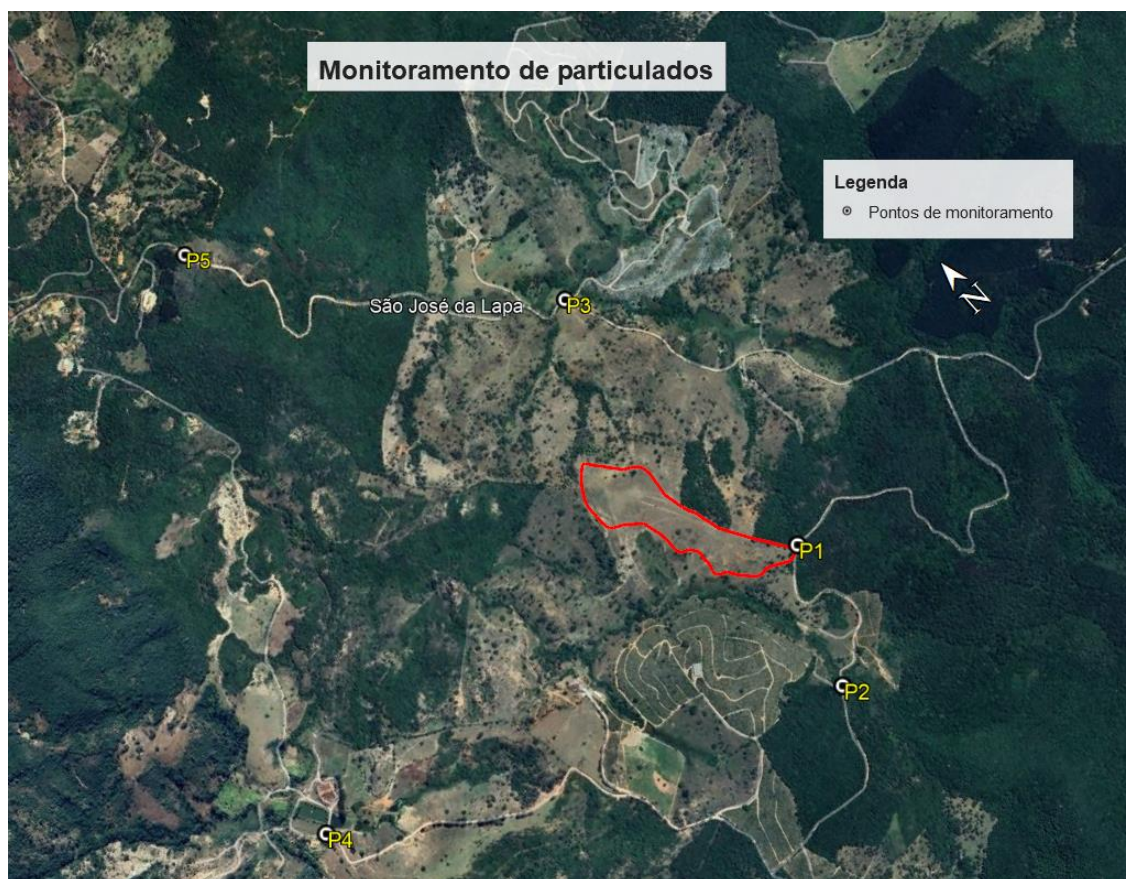 Monitoramento de particulados
Legenda
Pontos de monitoramento
N
P5
São José da Lapa
P3
P1
P2
P4